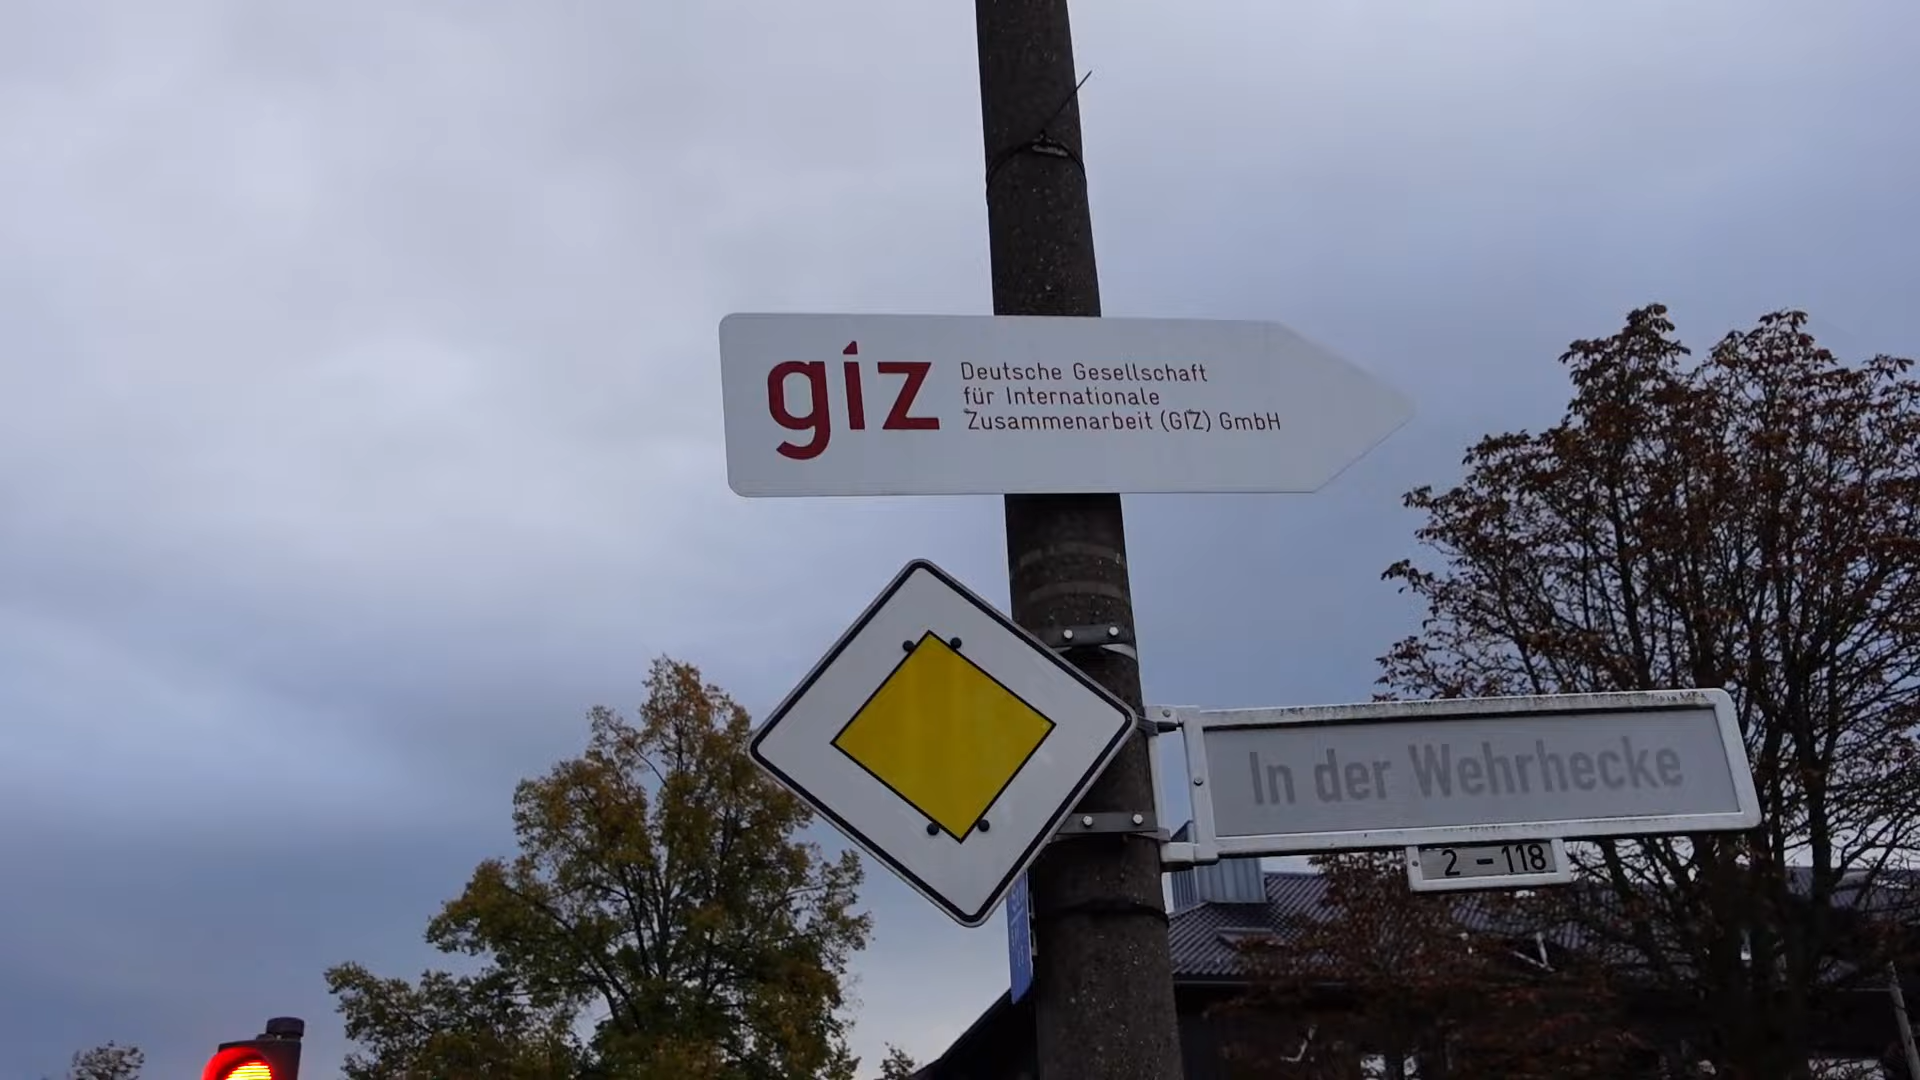 giz
Deutsche Gesellschaft
für Internationale
Zusammenarbeit (GIZ) GmbH
In der Wehrhecke
2 - 118